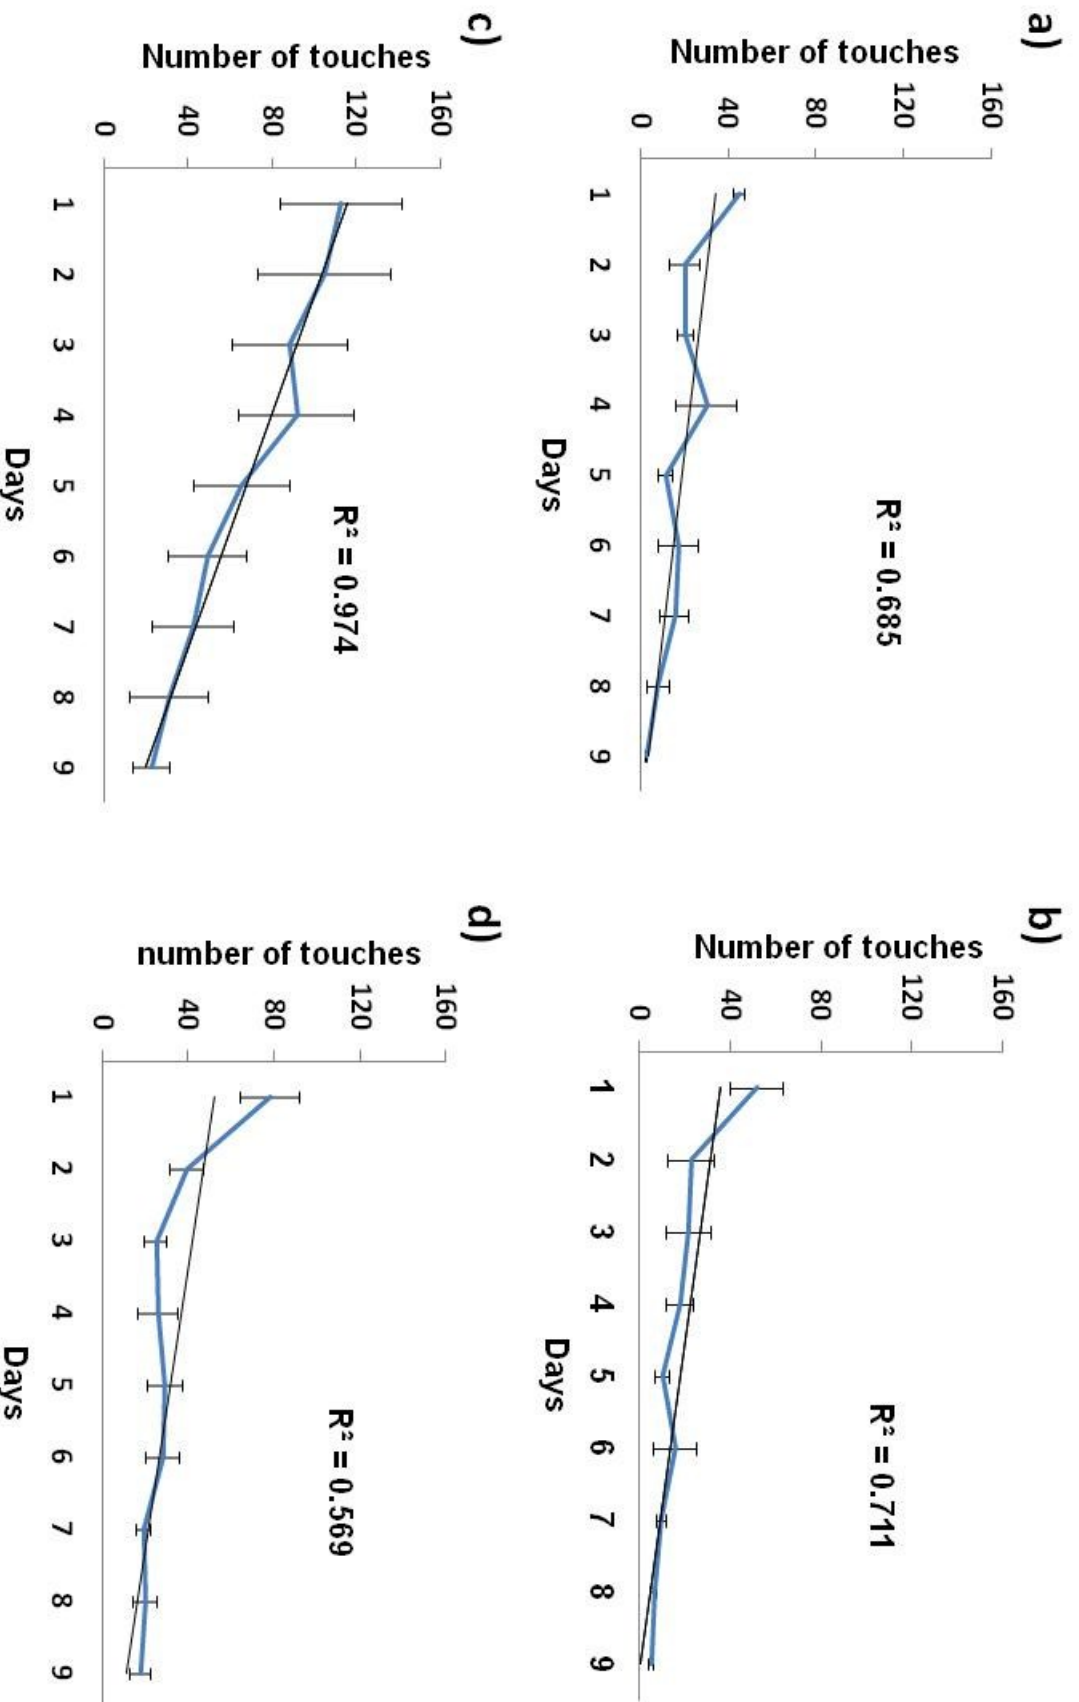 a)
Number of touches
160
120
80
40
0
1 2 3 4 5 6 7 8 9
Days
R² = 0.685
b)
Number of touches
160
120
80
40
0
1 2 3 4 5 6 7 8 9
Days
R² = 0.711
c)
Number of touches
160
120
80
40
0
1 2 3 4 5 6 7 8 9
Days
R² = 0.974
d)
number of touches
160
120
80
40
0
1 2 3 4 5 6 7 8 9
Days
R² = 0.569